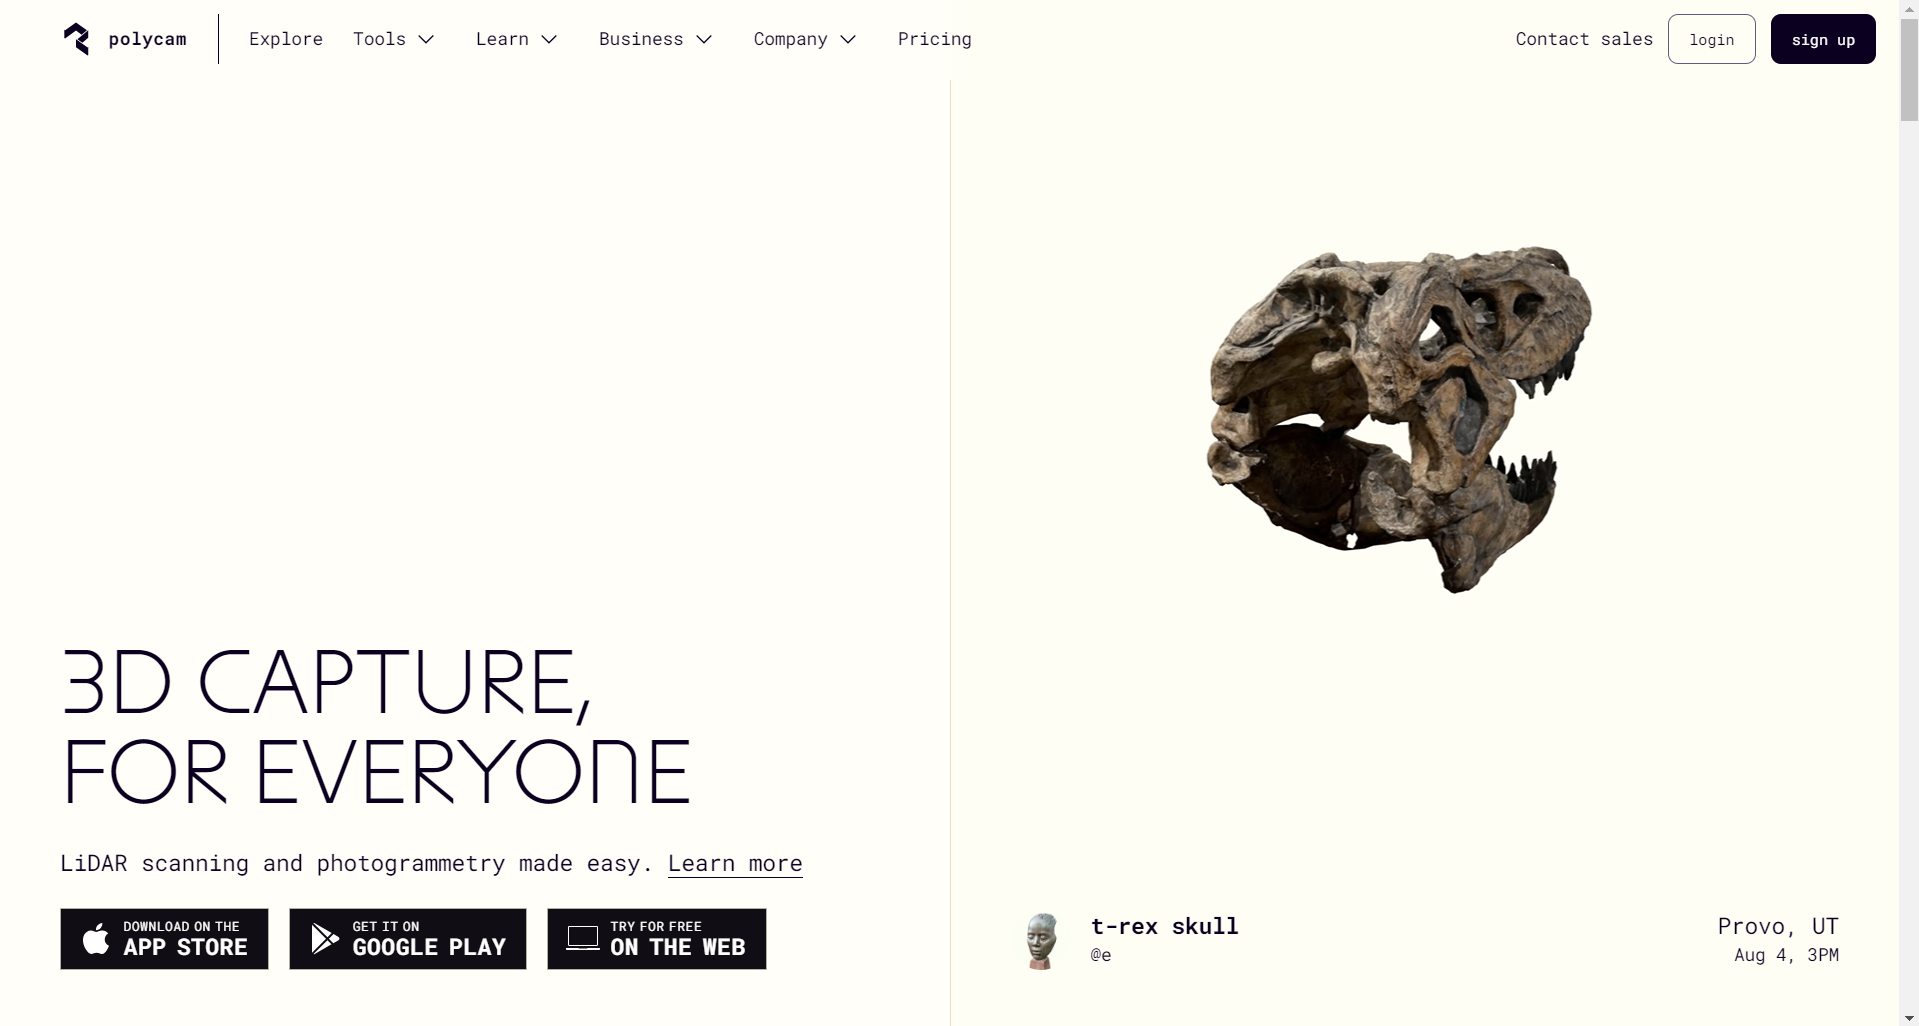 polycam
Explore Tools Learn Business Company Pricing
Contact sales login sign up
3D CAPTURE,
FOR EVERYONE
LiDAR scanning and photogrammetry made easy. Learn more
DOWNLOAD ON THE
APP STORE
GET IT ON
GOOGLE PLAY
TRY FOR FREE
ON THE WEB
t-rex skull
@e
Provo, UT
Aug 4, 3PM